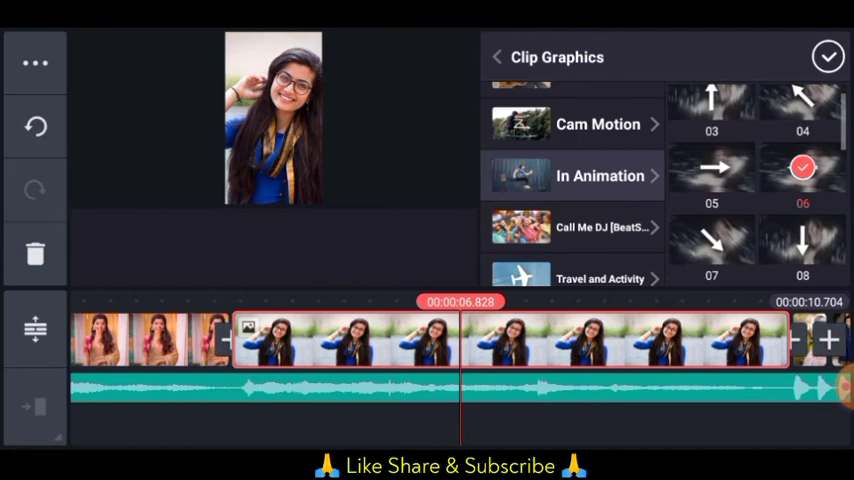 Clip Graphics
03
04
Cam Motion
In Animation
05
06
Call Me DJ [BeatS...
07
08
Travel and Activity
00:00:06.828
00:00:10.704
🙏 Like Share & Subscribe 🙏